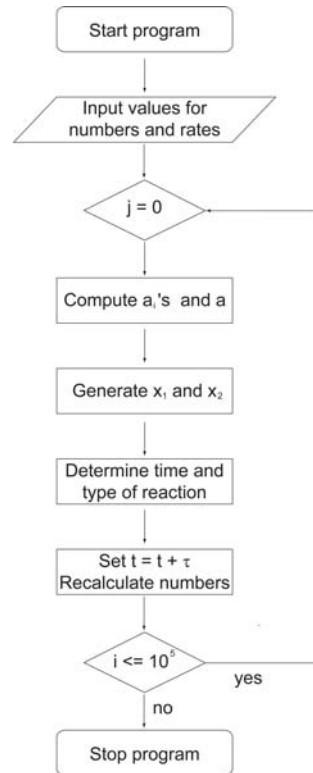 Start program
Input values for
numbers and rates
j = 0
Compute aᵢ's and a
Generate x₁ and x₂
Determine time and
type of reaction
Set t = t + τ
Recalculate numbers
i <= 10⁵
yes
no
Stop program